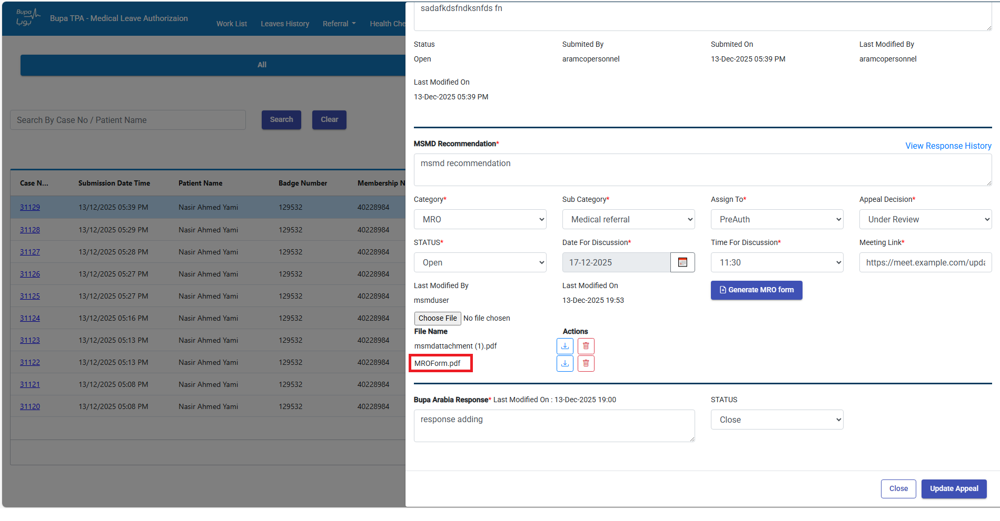 Bupa
بوبا
Bupa TPA - Medical Leave Authorizaion
Work List
Leaves History
Referral
Health Che
All
Search By Case No / Patient Name
Search
Clear
Case N...
Submission Date Time
Patient Name
Badge Number
Membership N
31129 13/12/2025 05:39 PM Nasir Ahmed Yami 129532 40228984
31128 13/12/2025 05:29 PM Nasir Ahmed Yami 129532 40228984
31127 13/12/2025 05:28 PM Nasir Ahmed Yami 129532 40228984
31126 13/12/2025 05:27 PM Nasir Ahmed Yami 129532 40228984
31125 13/12/2025 05:27 PM Nasir Ahmed Yami 129532 40228984
31124 13/12/2025 05:16 PM Nasir Ahmed Yami 129532 40228984
31123 13/12/2025 05:13 PM Nasir Ahmed Yami 129532 40228984
31122 13/12/2025 05:13 PM Nasir Ahmed Yami 129532 40228984
31121 13/12/2025 05:08 PM Nasir Ahmed Yami 129532 40228984
31120 13/12/2025 05:08 PM Nasir Ahmed Yami 129532 40228984
sadafkdsfndksnfds fn
Status
Open
Submited By
aramcopersonnel
Submited On
13-Dec-2025 05:39 PM
Last Modified By
aramcopersonnel
Last Modified On
13-Dec-2025 05:39 PM
MSMD Recommendation*
View Response History
msmd recommendation
Category*
MRO
Sub Category*
Medical referral
Assign To*
PreAuth
Appeal Decision*
Under Review
STATUS*
Open
Date For Discussion*
17-12-2025
Time For Discussion*
11:30
Meeting Link*
https://meet.example.com/upda
Last Modified By
msmduser
Last Modified On
13-Dec-2025 19:53
Generate MRO form
Choose File No file chosen
File Name Actions
msmdattachment (1).pdf
MROForm.pdf
Bupa Arabia Response* Last Modified On : 13-Dec-2025 19:00
response adding
STATUS
Close
Close
Update Appeal